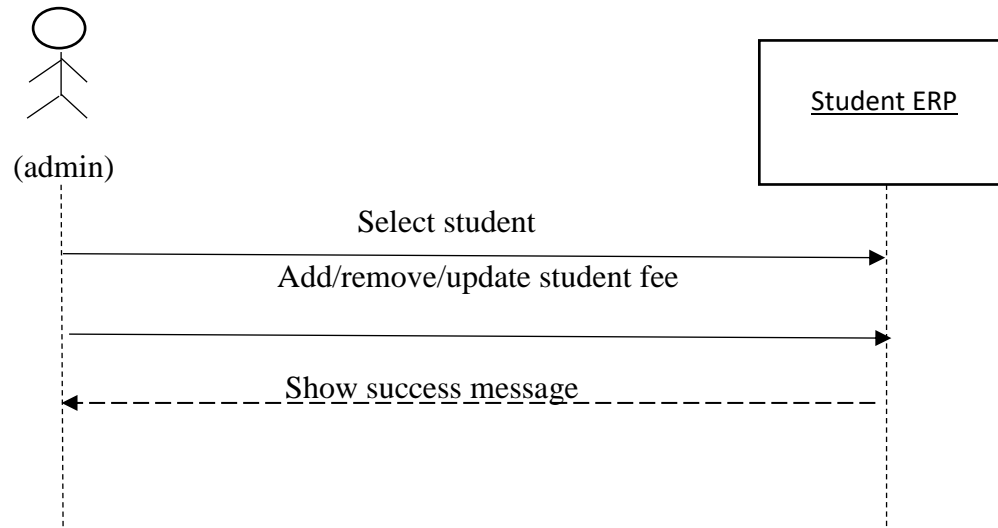 Student ERP
(admin)
Select student
Add/remove/update student fee
Show success message